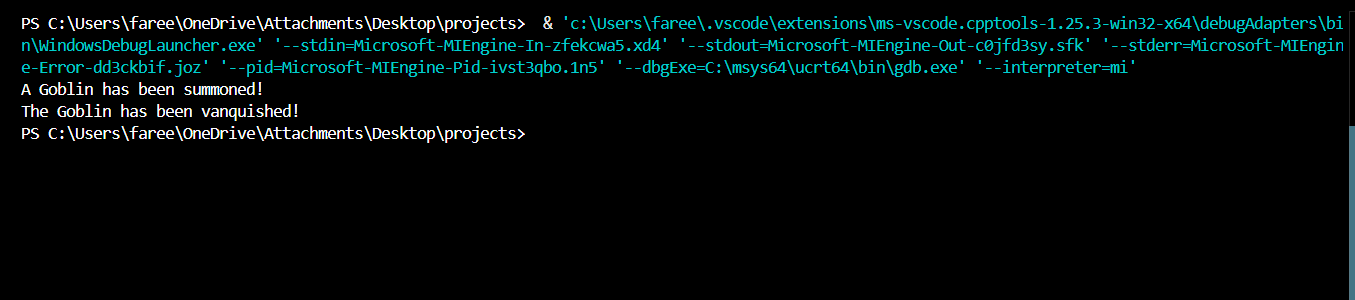 PS C:\Users\faree\OneDrive\Attachments\Desktop\projects>  & 'c:\Users\faree\.vscode\extensions\ms-vscode.cpptools-1.25.3-win32-x64\debugAdapters\bi
n\WindowsDebugLauncher.exe' '--stdin=Microsoft-MIEngine-In-zfekcwa5.xd4' '--stdout=Microsoft-MIEngine-Out-c0jfd3sy.sfk' '--stderr=Microsoft-MIEngin
e-Error-dd3ckbif.joz' '--pid=Microsoft-MIEngine-Pid-ivst3qbo.1n5' '--dbgExe=C:\msys64\ucrt64\bin\gdb.exe' '--interpreter=mi'
A Goblin has been summoned!
The Goblin has been vanquished!
PS C:\Users\faree\OneDrive\Attachments\Desktop\projects>